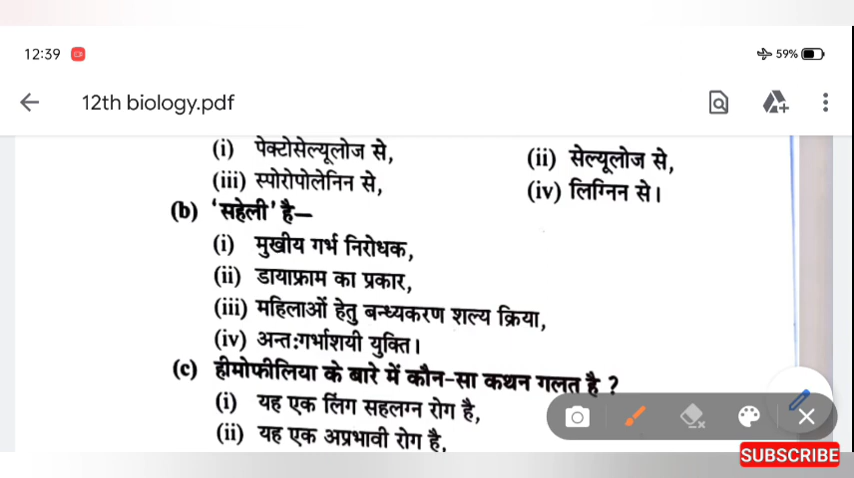 12:39 59%
12th biology.pdf
(i) पेक्टोसेल्यूलोज से, (ii) सेल्यूलोज से,
(iii) स्पोरोपोलेनिन से, (iv) लिग्निन से।
(b) ‘सहेली’ है—
(i) मुखीय गर्भ निरोधक,
(ii) डायाफ्राम का प्रकार,
(iii) महिलाओं हेतु बन्ध्यकरण शल्य क्रिया,
(iv) अन्त:गर्भाशयी युक्ति।
(c) हीमोफीलिया के बारे में कौन-सा कथन गलत है ?
(i) यह एक लिंग सहलग्न रोग है,
(ii) यह एक अप्रभावी रोग है,
SUBSCRIBE